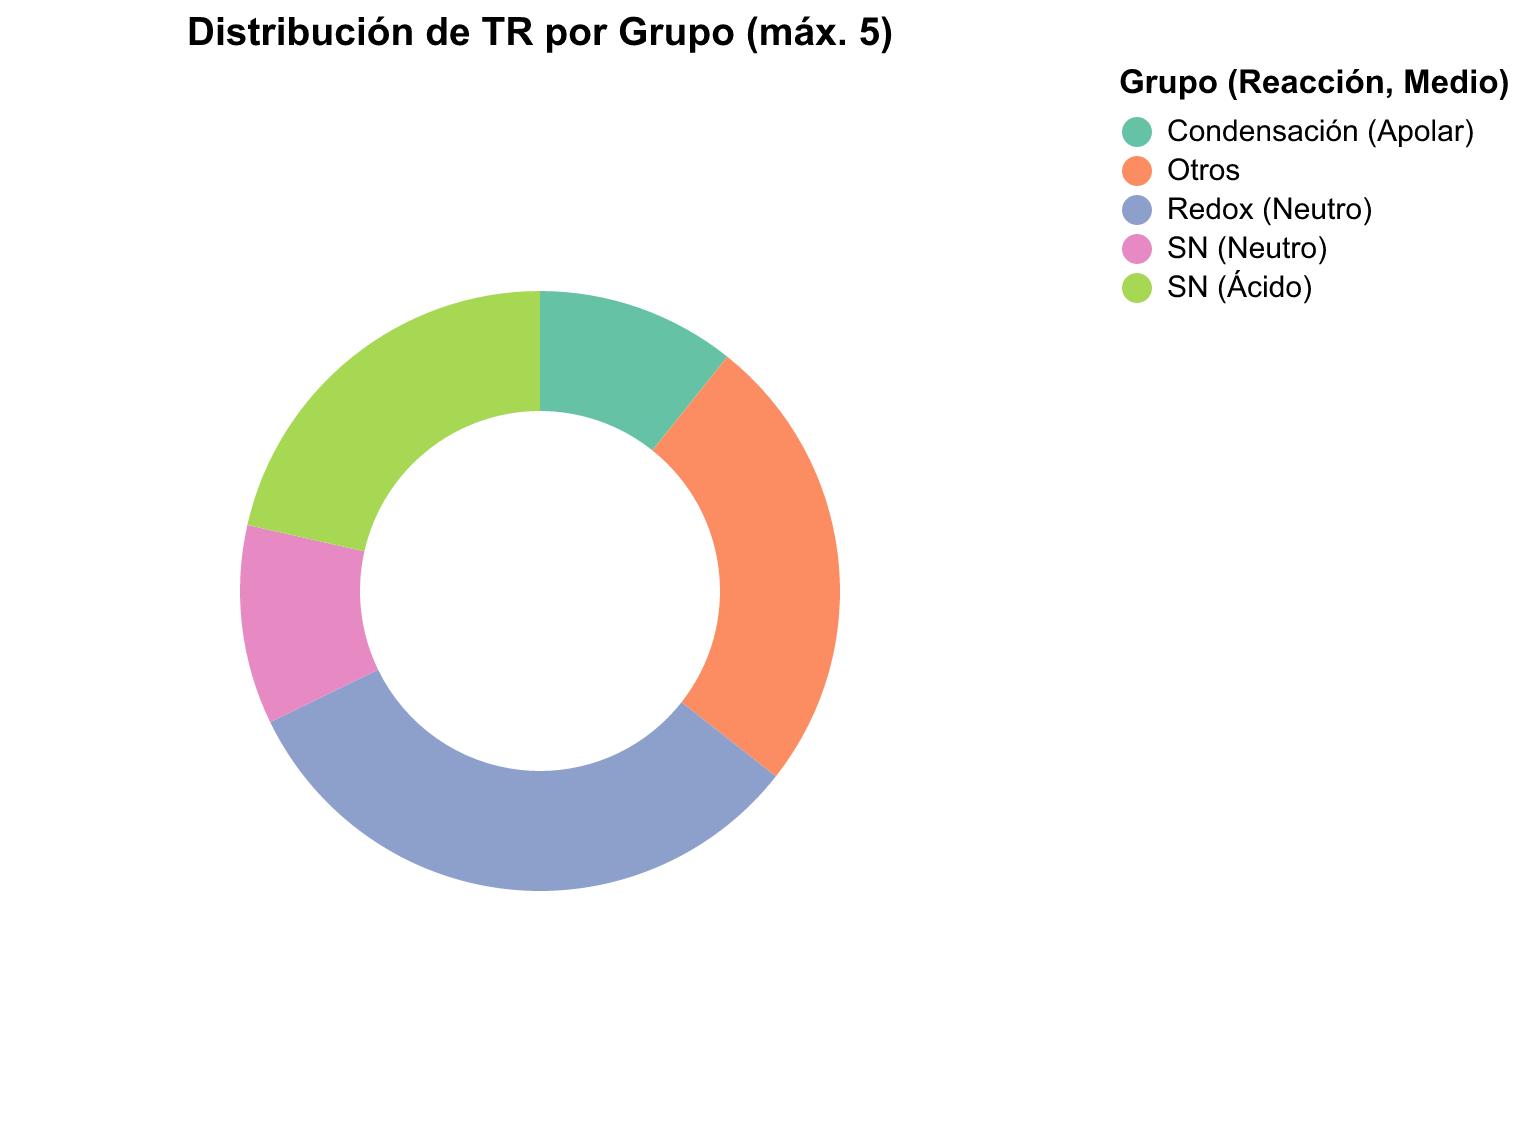 Distribución de TR por Grupo (máx. 5)
Grupo (Reacción, Medio)
Condensación (Apolar)
Otros
Redox (Neutro)
SN (Neutro)
SN (Ácido)